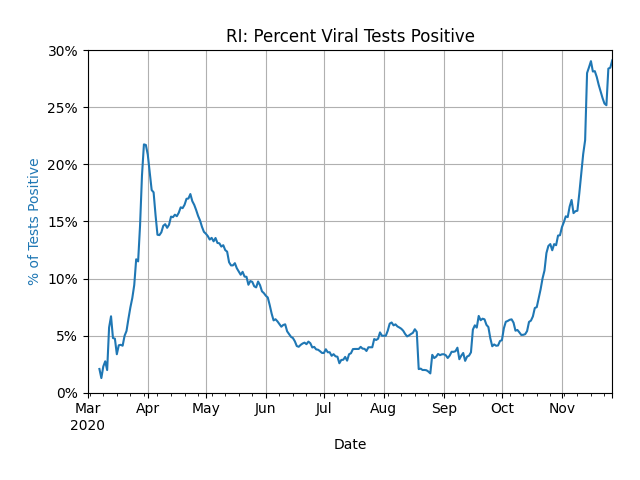 RI: Percent Viral Tests Positive
30%
25%
20%
15%
10%
5%
0%
% of Tests Positive
Mar Apr May Jun Jul Aug Sep Oct Nov
2020
Date